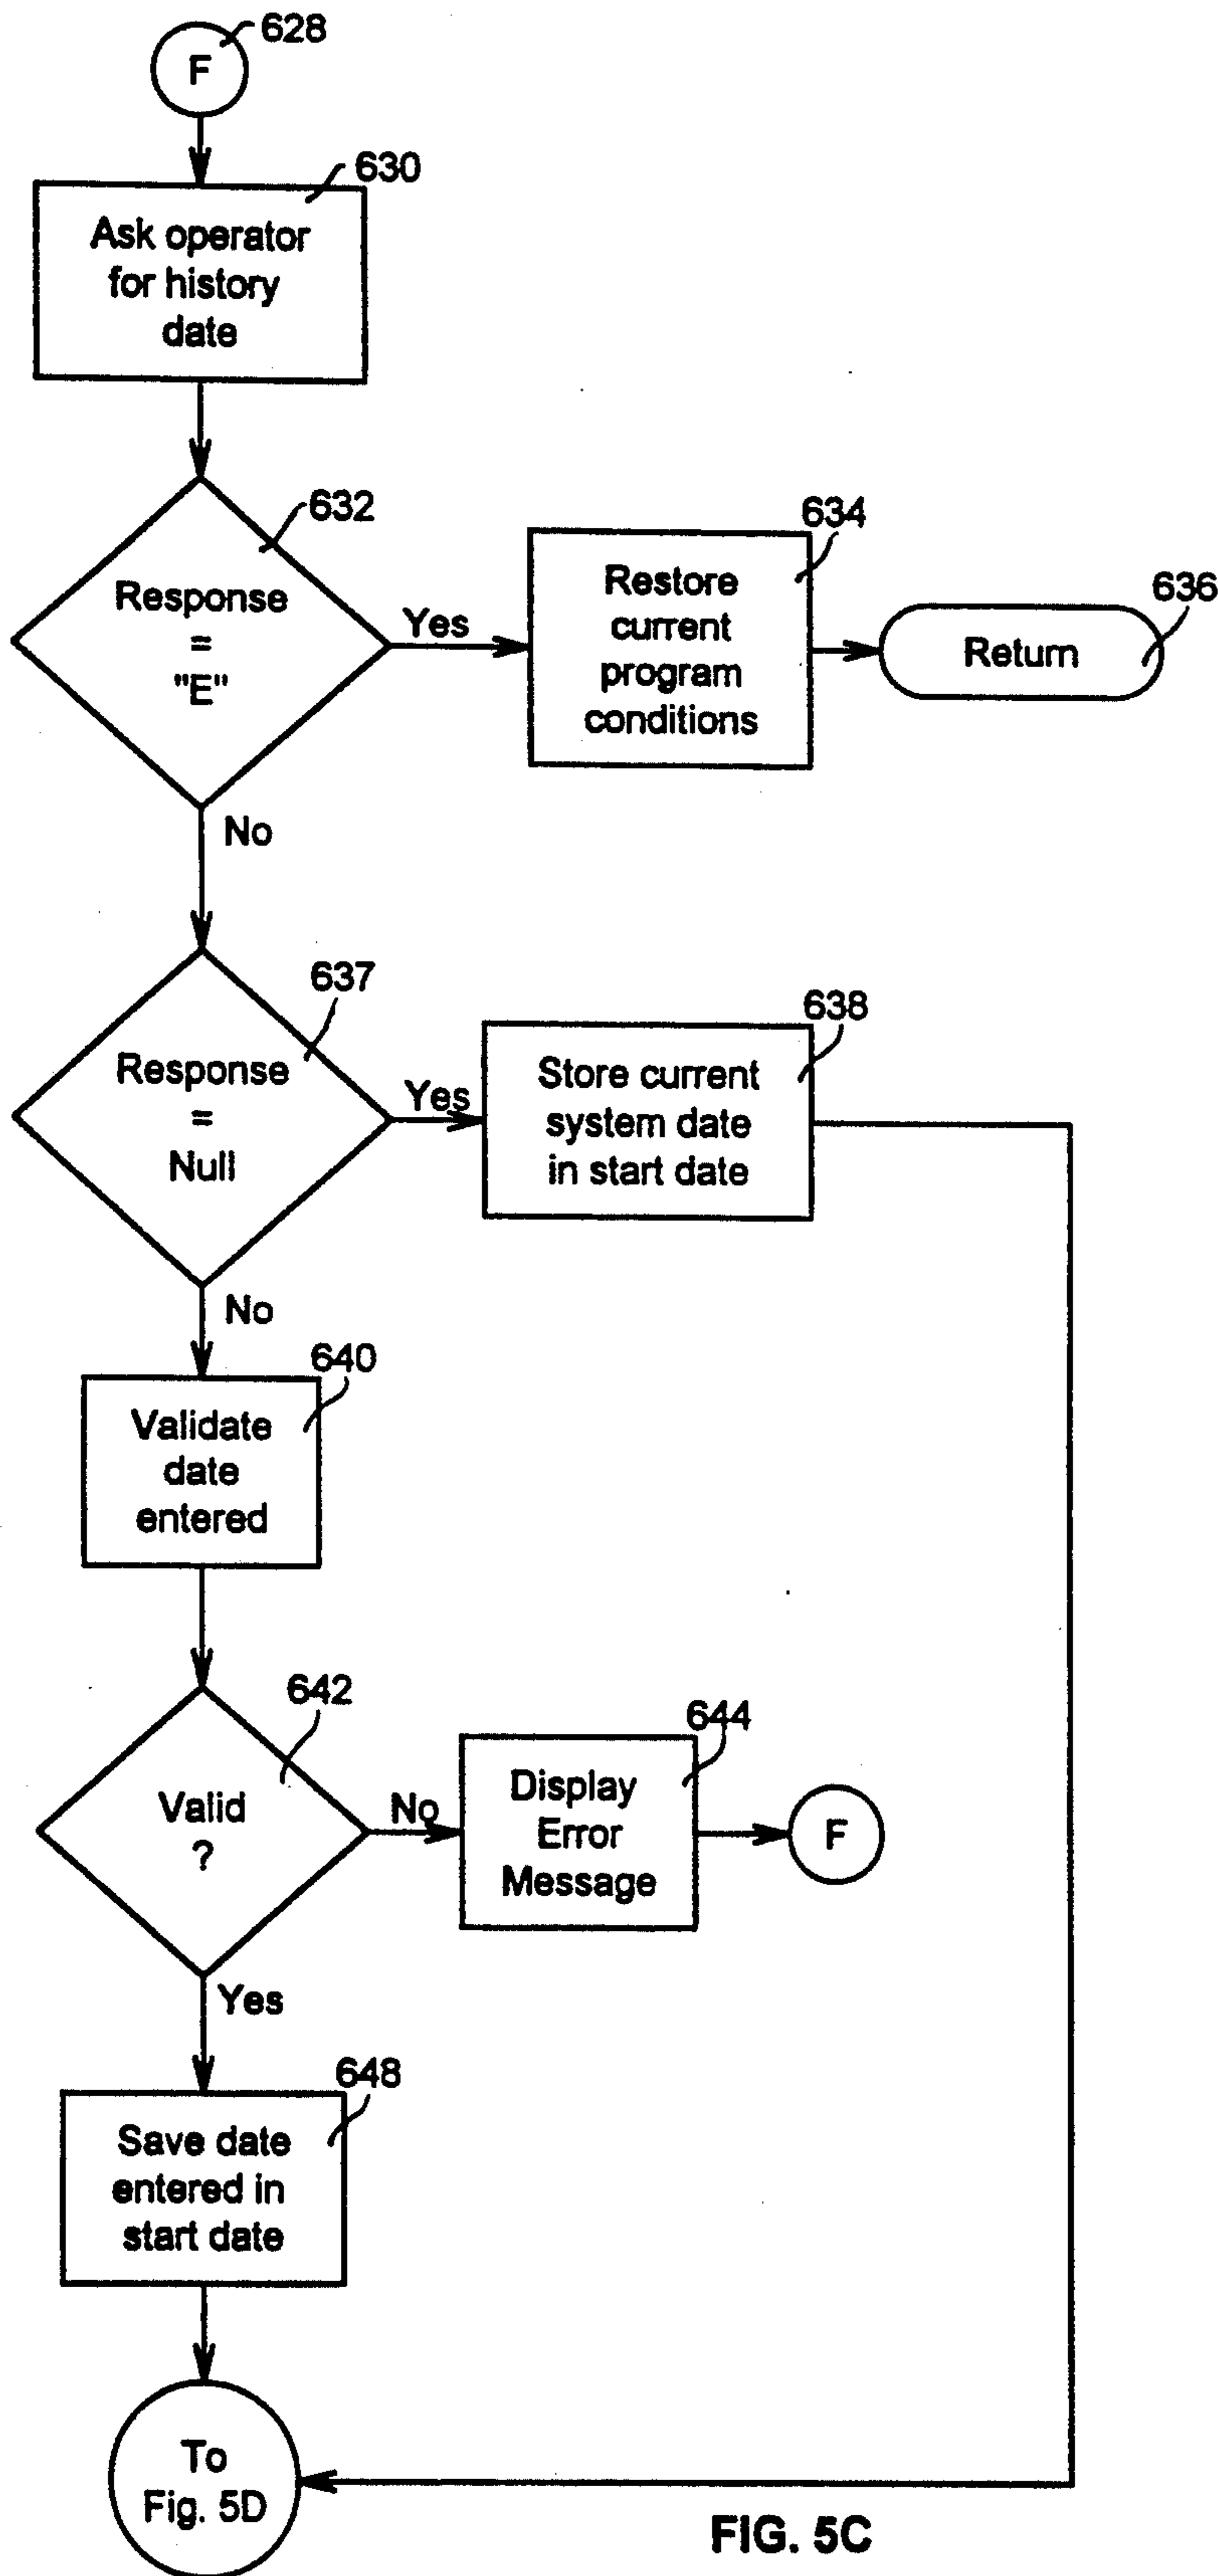 628
F
630
Ask operator
for history
date
632
Response
=
"E"
Yes
634
Restore
current
program
conditions
636
Return
No
637
Response
=
Null
Yes
638
Store current
system date
in start date
No
640
Validate
date
entered
642
Valid
?
No
644
Display
Error
Message
F
Yes
648
Save date
entered in
start date
To
Fig. 5D
FIG. 5C